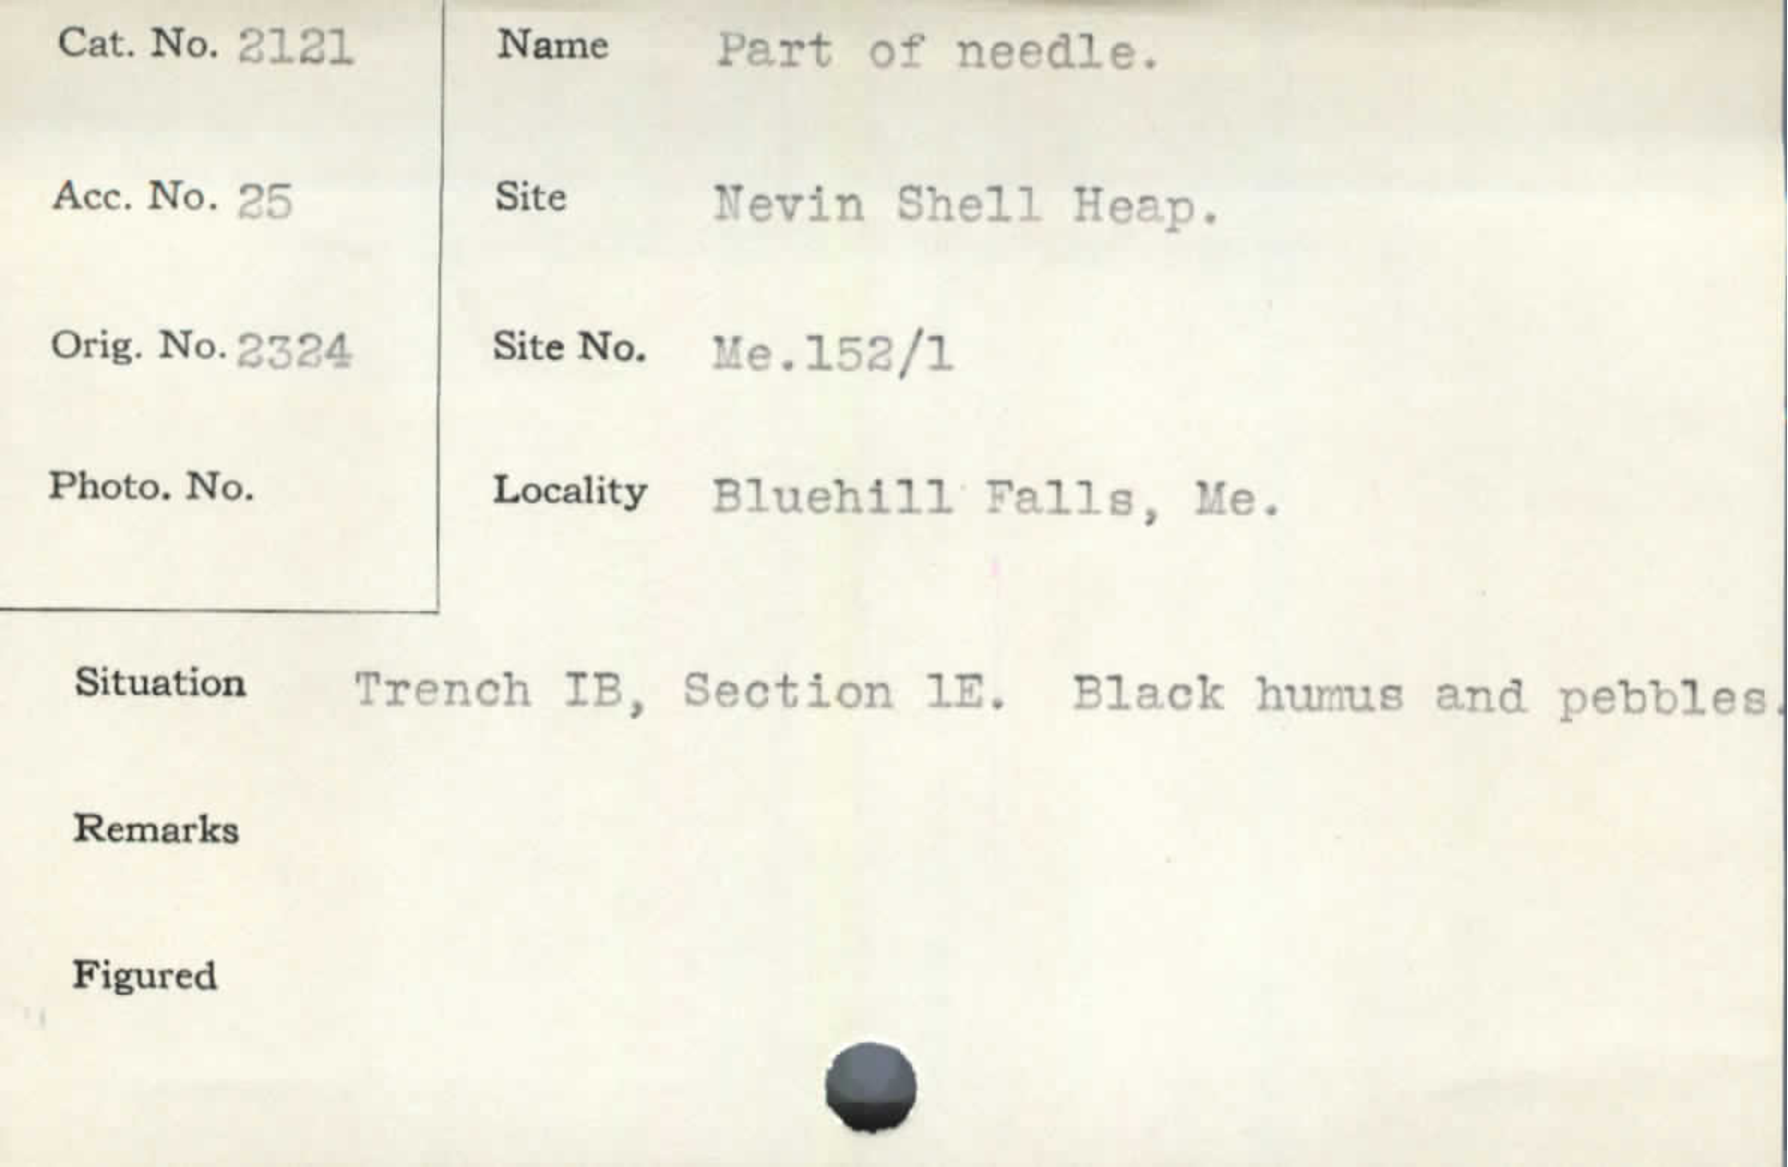 Cat. No. 2121
Name Part of needle.
Acc. No. 25
Site Nevin Shell Heap.
Orig. No. 2324
Site No. Me.152/1
Photo. No.
Locality Bluehill Falls, Me.
Situation Trench IB, Section 1E. Black humus and pebbles.
Remarks
Figured